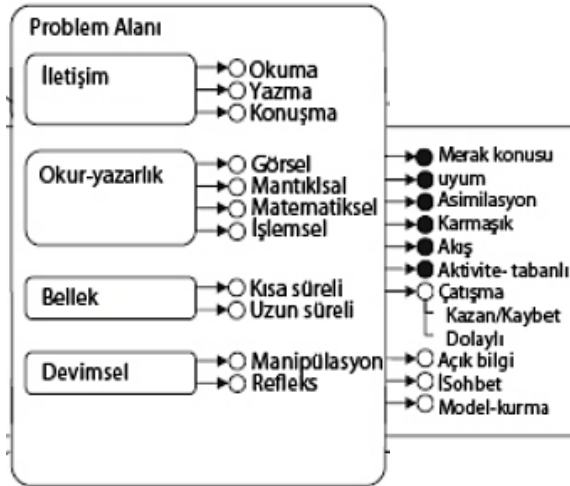 Problem Alanı
İletişim
Okuma
Yazma
Konuşma
Okur-yazarlık
Görsel
Mantıklsal
Matematiksel
İşlemsel
Bellek
Kısa süreli
Uzun süreli
Devimsel
Manipülasyon
Refleks
Merak konusu
uyum
Asimilasyon
Karmaşık
Akış
Aktivite- tabanlı
Çatışma
Kazan/Kaybet
Dolaylı
Açık bilgi
İSohbet
Model-kurma